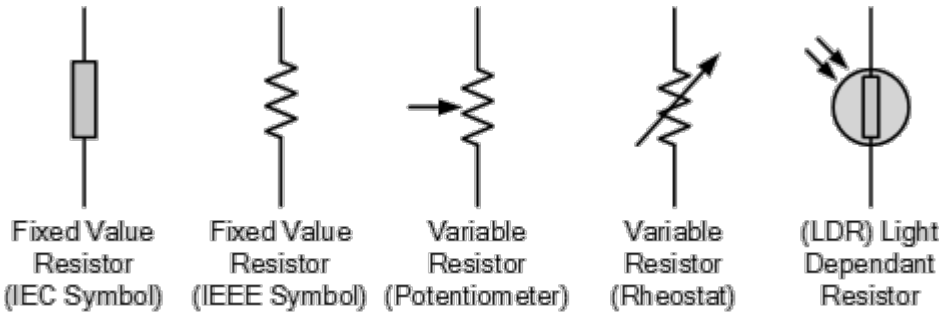 Fixed Value
Resistor
(IEC Symbol)
Fixed Value
Resistor
(IEEE Symbol)
Variable
Resistor
(Potentiometer)
Variable
Resistor
(Rheostat)
(LDR) Light
Dependant
Resistor